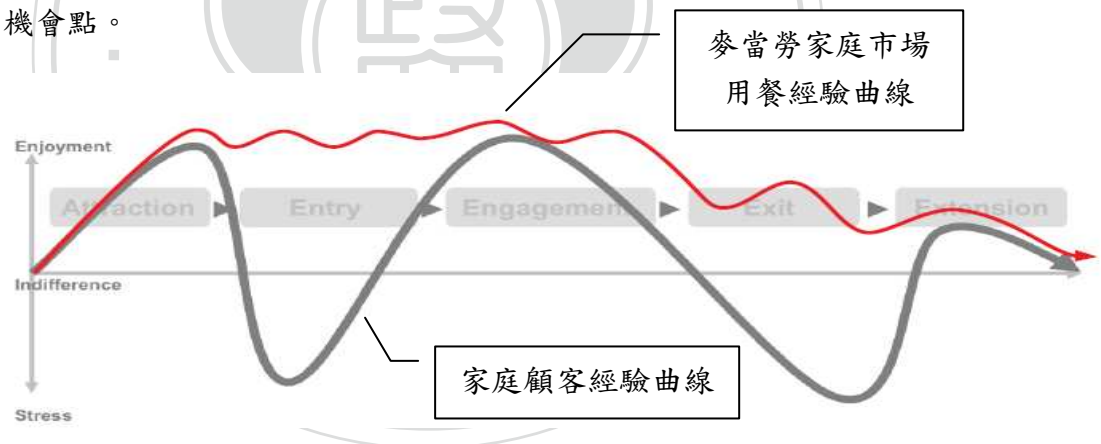 機會點。
麥當勞家庭市場
用餐經驗曲線
Enjoyment
Attraction
Entry
Engagement
Exit
Extension
Indifference
家庭顧客經驗曲線
Stress